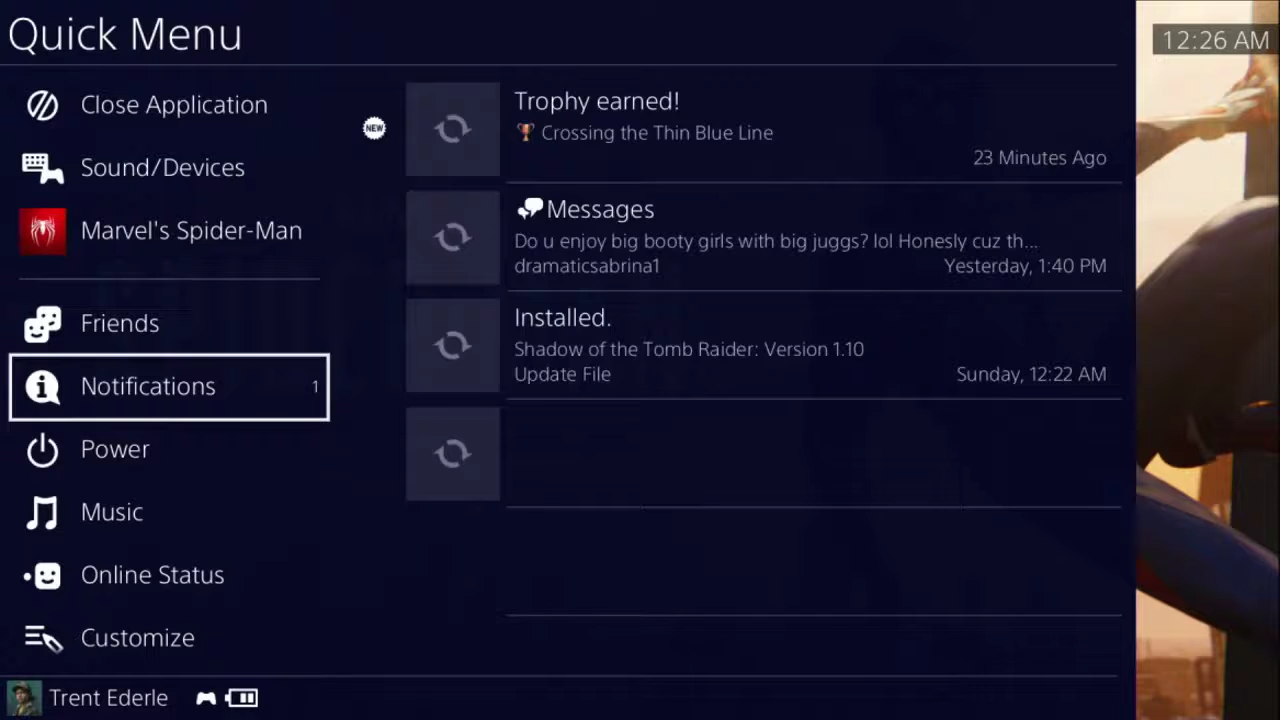 Quick Menu
12:26 AM
Close Application
Sound/Devices
Marvel's Spider-Man
Friends
Notifications 1
Power
Music
Online Status
Customize
NEW
Trophy earned!
Crossing the Thin Blue Line
23 Minutes Ago
Messages
Do u enjoy big booty girls with big juggs? lol Honesly cuz th...
dramaticsabrina1 Yesterday, 1:40 PM
Installed.
Shadow of the Tomb Raider: Version 1.10
Update File Sunday, 12:22 AM
Trent Ederle